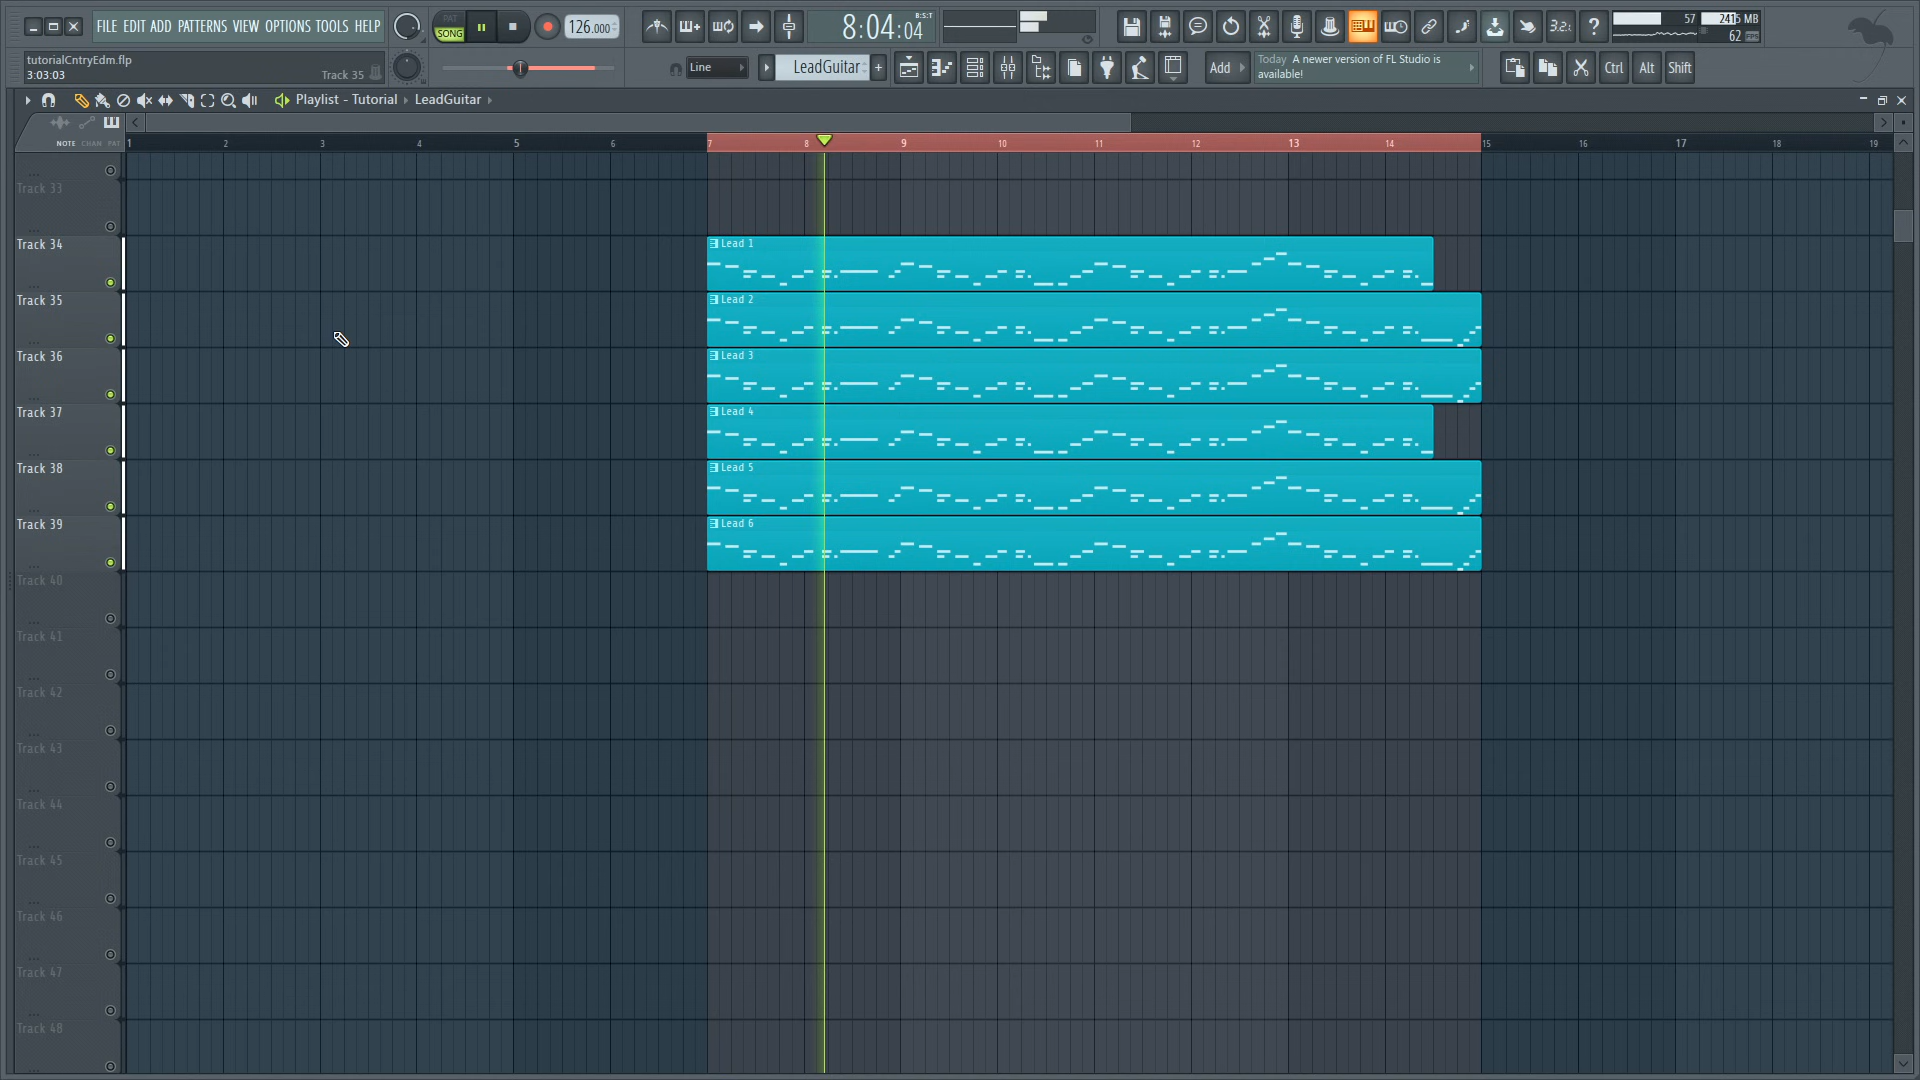 FILE EDIT ADD PATTERNS VIEW OPTIONS TOOLS HELP
PAT
SONG
126.000
8:04:04
B:S:T
3.2.:
?
57
2415 MB
62
tutorialCntryEdm.flp
3:03:03
Track 35
Line
LeadGuitar
+
Add
Today A newer version of FL Studio is available!
Ctrl
Alt
Shift
Playlist - Tutorial › LeadGuitar ›
NOTE CHAN PAT
1 2 3 4 5 6 7 8 9 10 11 12 13 14 15 16 17 18 19
Track 33
Track 34
Lead 1
Track 35
Lead 2
Track 36
Lead 3
Track 37
Lead 4
Track 38
Lead 5
Track 39
Lead 6
Track 40
Track 41
Track 42
Track 43
Track 44
Track 45
Track 46
Track 47
Track 48